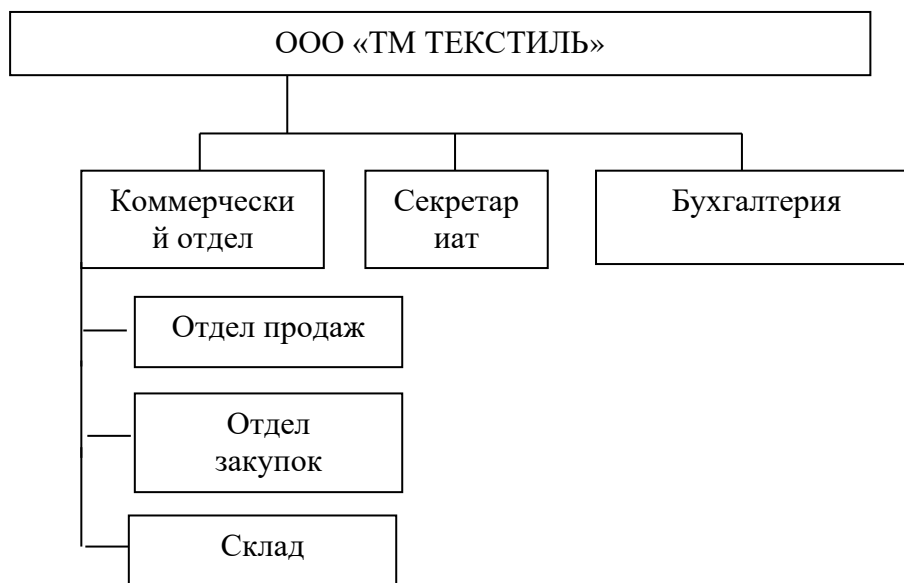 ООО «ТМ ТЕКСТИЛЬ»
Коммерчески
й отдел
Секретар
иат
Бухгалтерия
Отдел продаж
Отдел
закупок
Склад